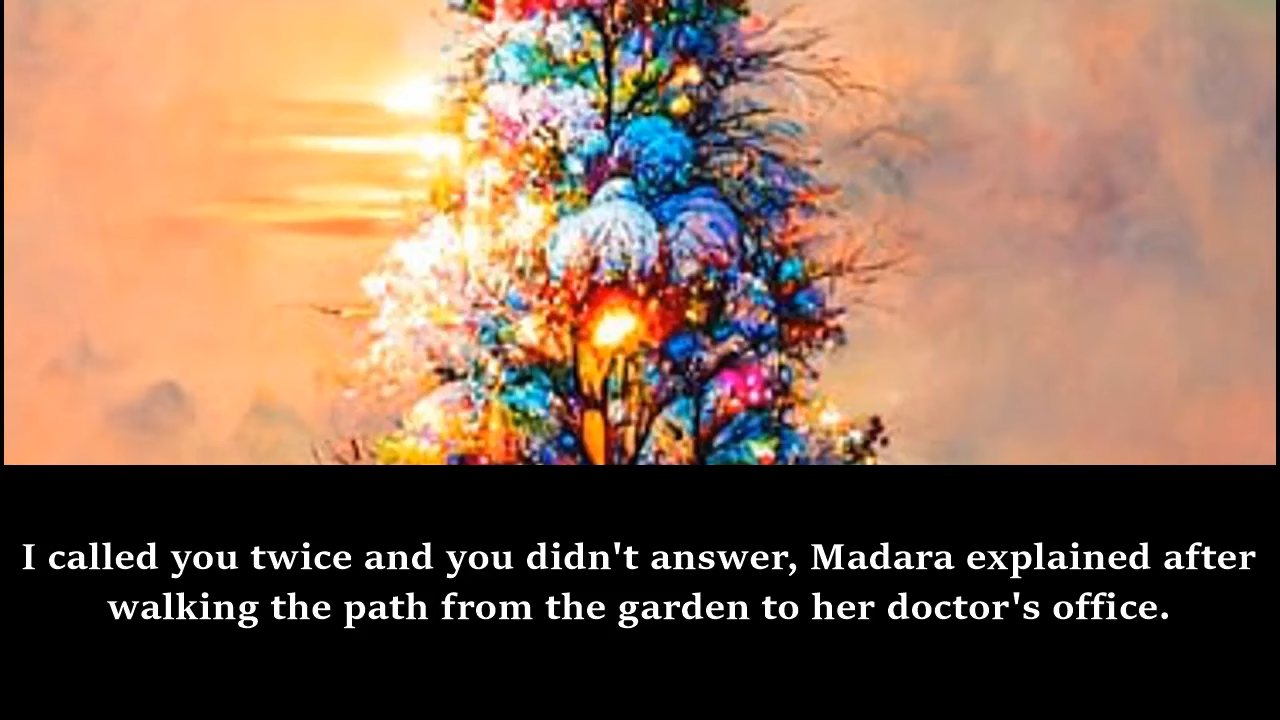 I called you twice and you didn't answer, Madara explained after
walking the path from the garden to her doctor's office.